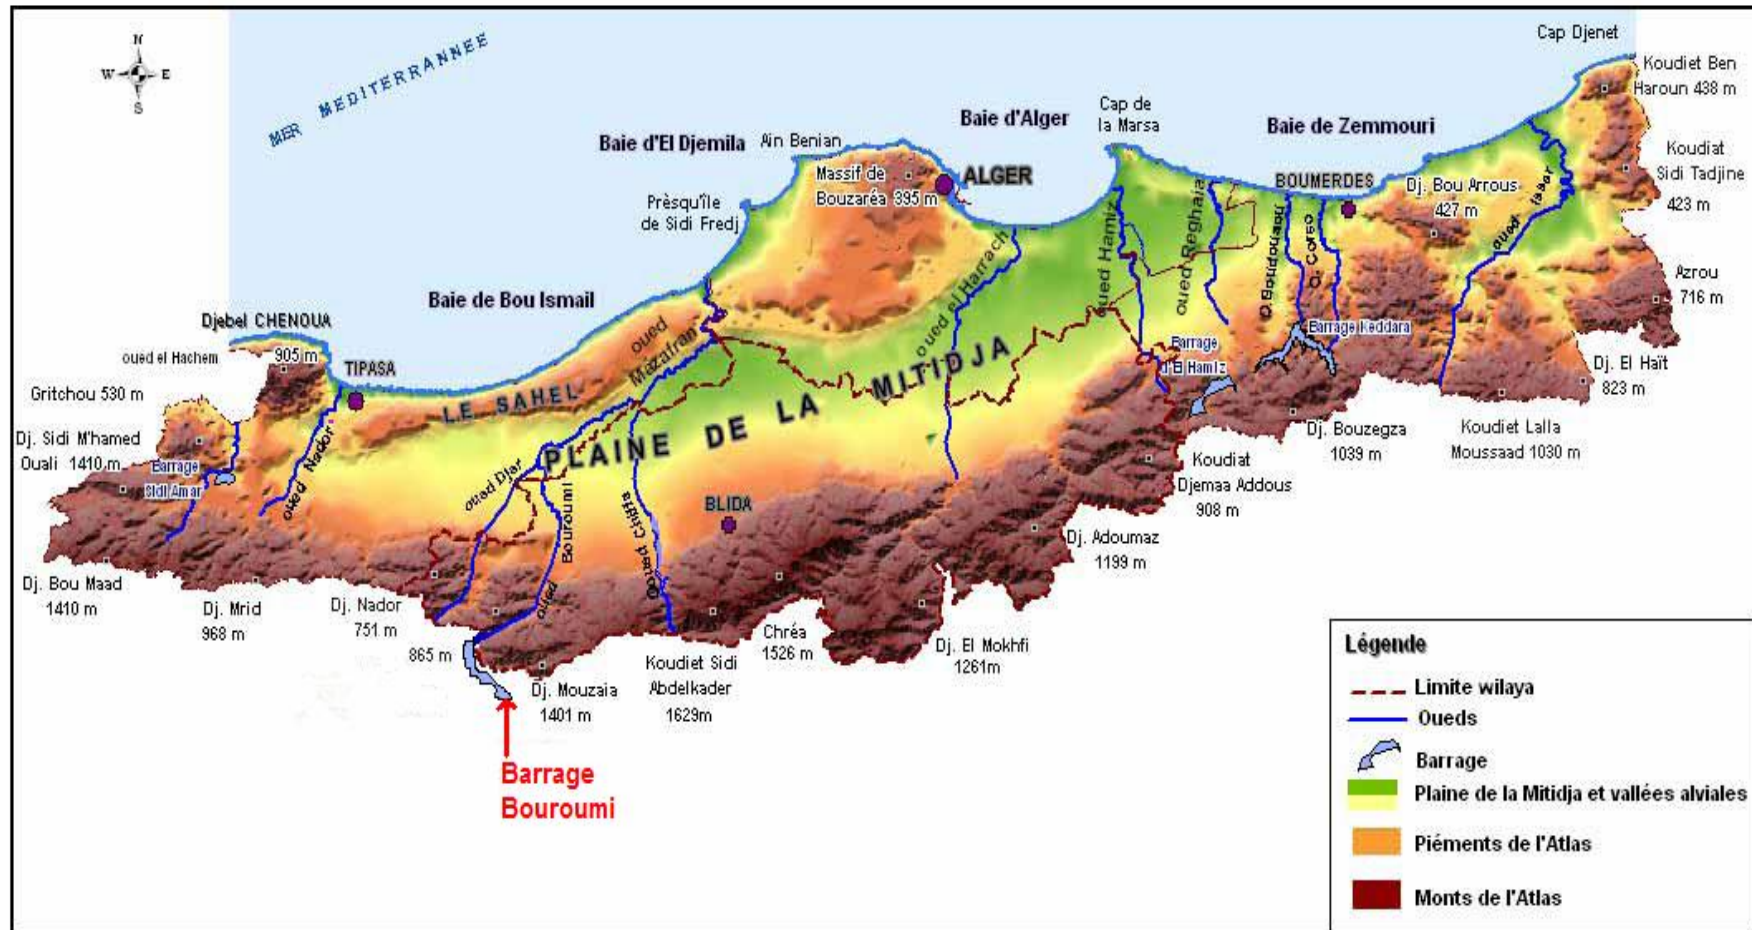 N
W E
S
MER MEDITERRANNEE
Cap Djenet
Koudiet Ben
Haroun 438 m
Baie d'El Djemila
Ain Benian
Baie d'Alger
Cap de
la Marsa
Baie de Zemmouri
Koudiat
Sidi Tadjine
423 m
Massif de
Bouzaréa 395 m
ALGER
BOUMERDES
Dj. Bou Arrous
427 m
oued Issar
Prèsqu'île
de Sidi Fredj
oued Hamiz
oued Reghaia
O. Boudouaou
O. Corso
oued el Harrach
Azrou
716 m
Baie de Bou Ismail
Djebel CHENOUA
oued el Hachem
905 m
TIPASA
Gritchou 530 m
LE SAHEL
oued
Mazafran
Barrage
d'El Hamiz
Barrage Keddara
Dj. El Haït
823 m
PLAINE DE LA MITIDJA
Dj. Sidi M'hamed
Ouali 1410 m
Barrage
Sidi Amar
oued Nador
oued Djar
oued Bouroumi
Oued Chiffa
BLIDA
Koudiat
Djemaa Addous
908 m
Dj. Bouzegza
1039 m
Koudiet Lalla
Moussaad 1030 m
Dj. Adoumaz
1199 m
Dj. Bou Maad
1410 m
Dj. Mrid
968 m
Dj. Nador
751 m
865 m
Dj. Mouzaia
1401 m
Koudiet Sidi
Abdelkader
1629m
Chréa
1526 m
Dj. El Mokhfi
1261m
Barrage
Bouroumi
Légende
Limite wilaya
Oueds
Barrage
Plaine de la Mitidja et vallées alviales
Piéments de l'Atlas
Monts de l'Atlas